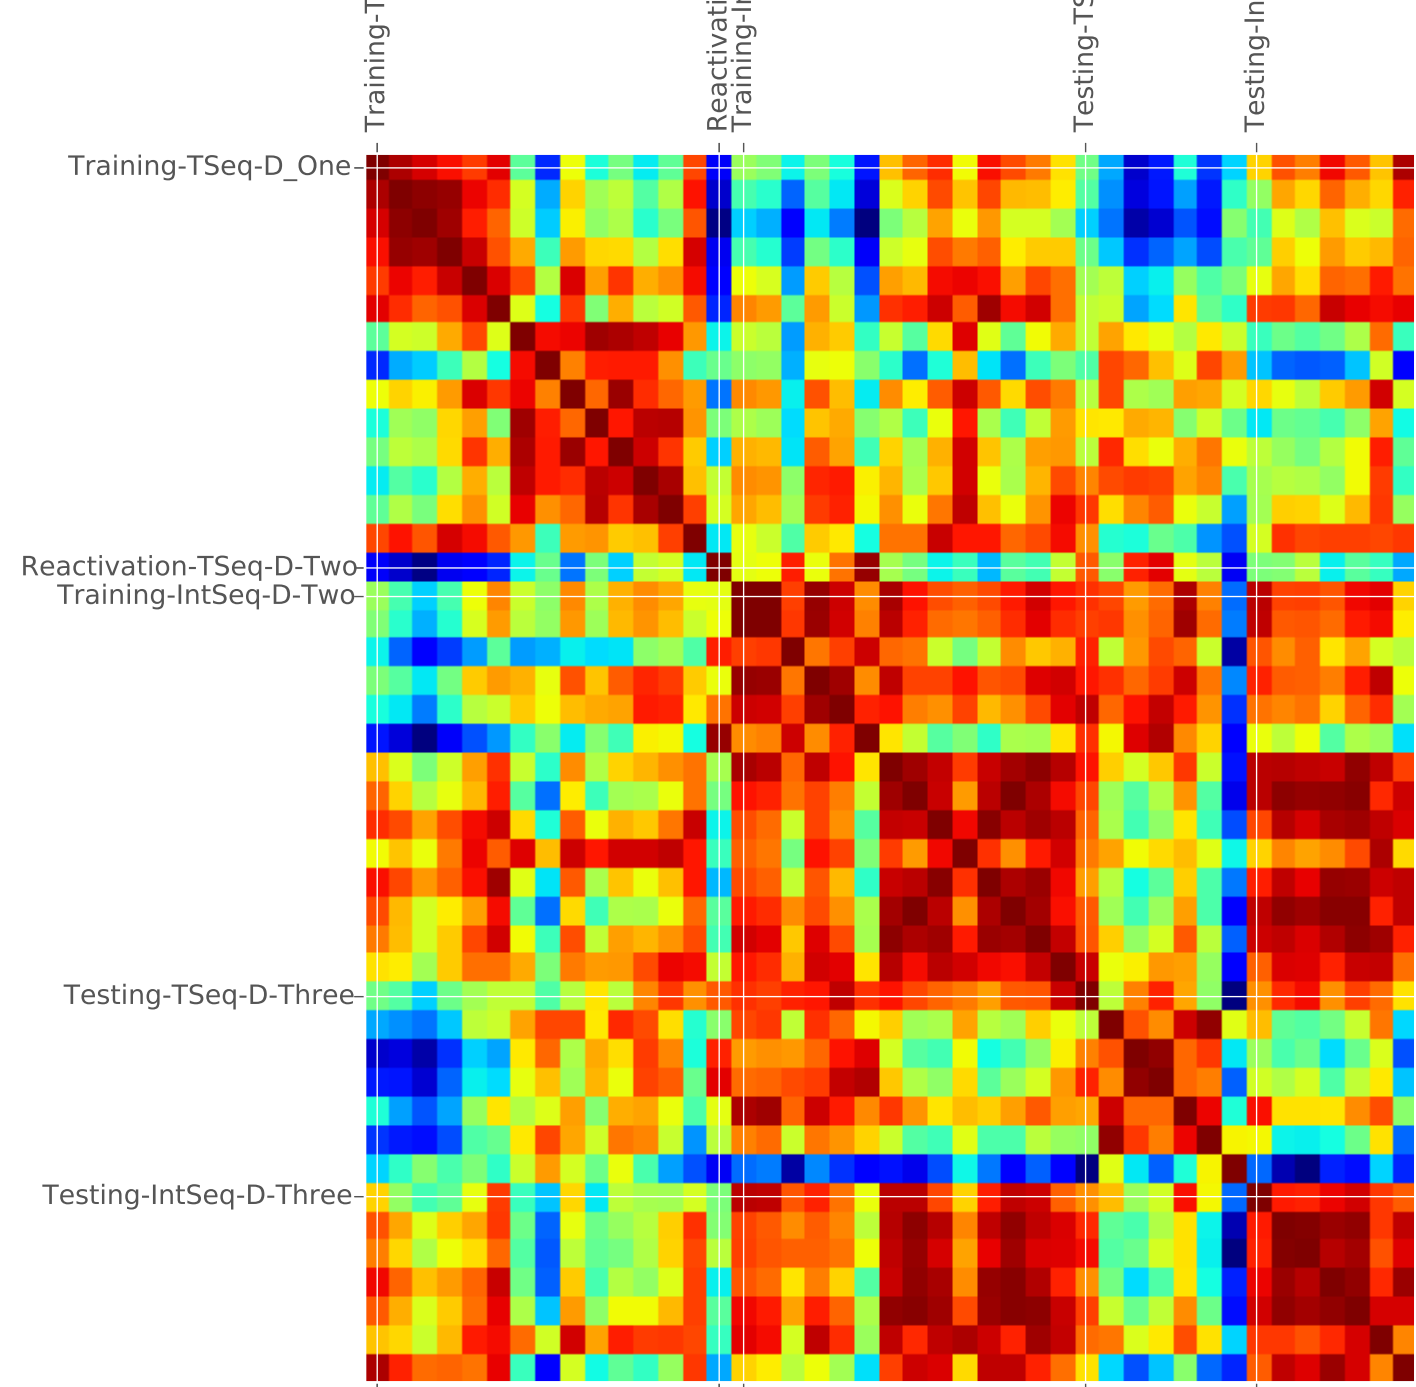 Training-T
Reactivati
Training-I
Testing-TS
Testing-In
Training-TSeq-D_One
Reactivation-TSeq-D-Two
Training-IntSeq-D-Two
Testing-TSeq-D-Three
Testing-IntSeq-D-Three